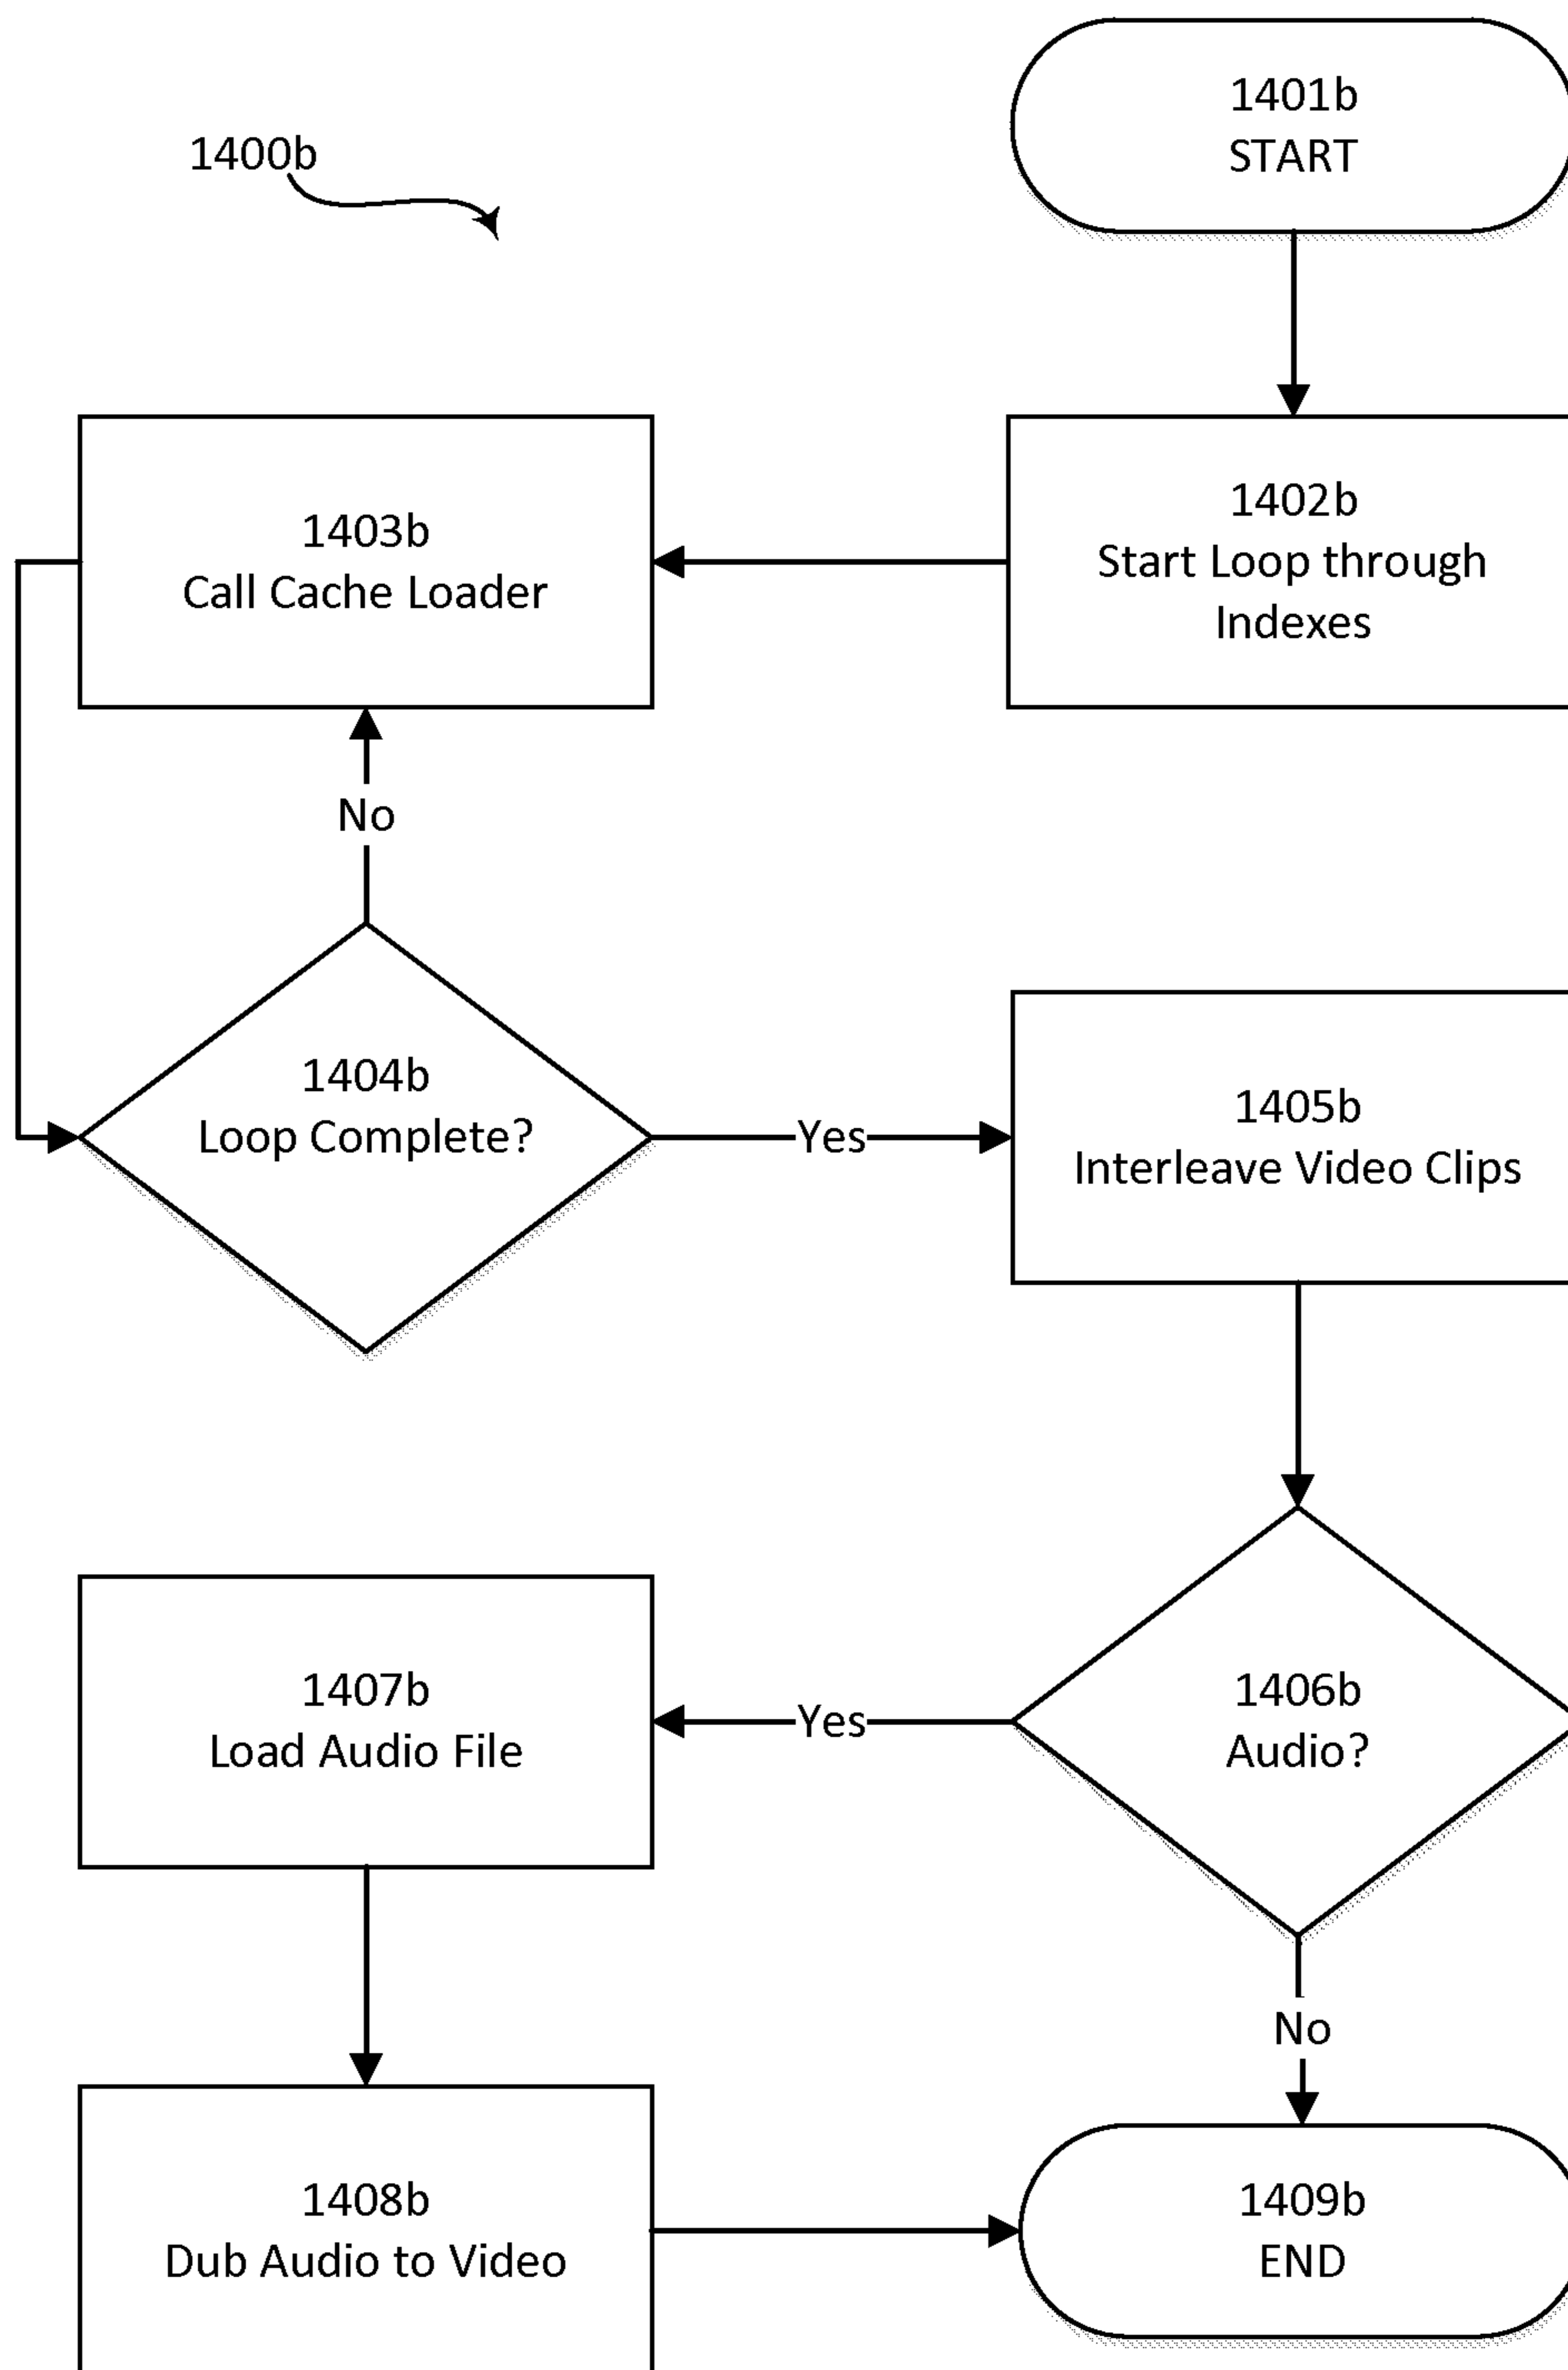 1400b
1401b
START
1402b
Start Loop through
Indexes
1403b
Call Cache Loader
No
1404b
Loop Complete?
Yes
1405b
Interleave Video Clips
1406b
Audio?
Yes
1407b
Load Audio File
No
1408b
Dub Audio to Video
1409b
END